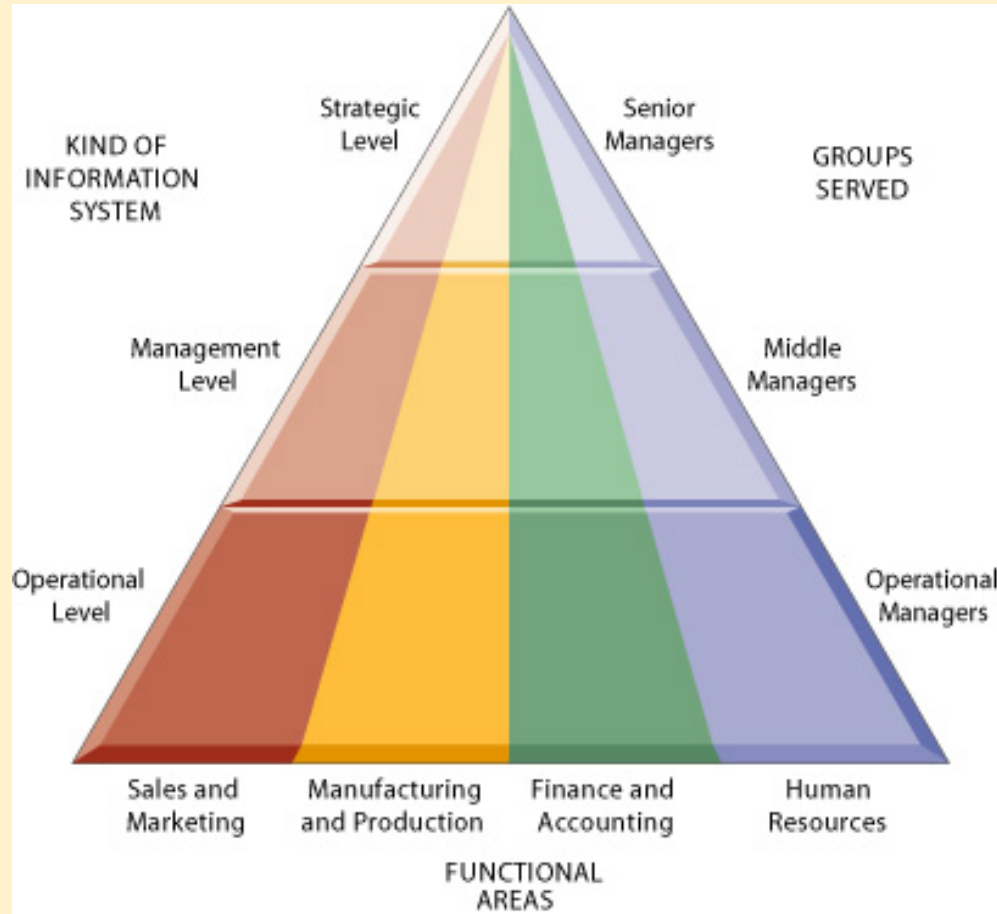 Strategic
Level
Senior
Managers
KIND OF
INFORMATION
SYSTEM
GROUPS
SERVED
Management
Level
Middle
Managers
Operational
Level
Operational
Managers
Sales and
Marketing
Manufacturing
and Production
Finance and
Accounting
Human
Resources
FUNCTIONAL
AREAS